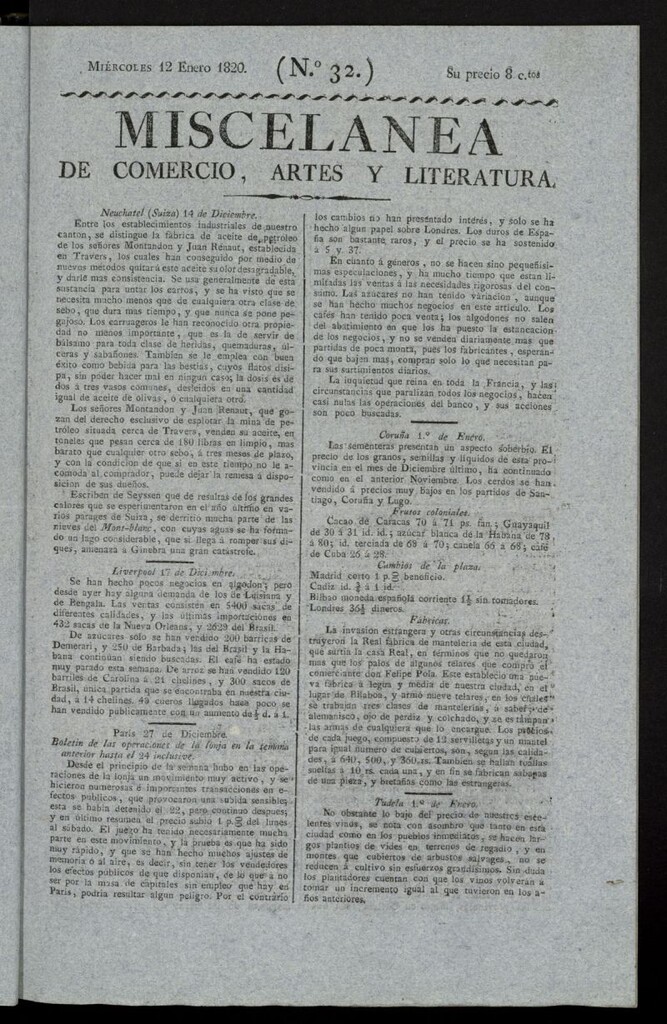 MIÉRCOLES 12 Enero 1820.
(N.º 32.)
Su precio 8 c.tos
MISCELANEA
DE COMERCIO, ARTES Y LITERATURA.
Neuchatel (Suiza) 14 de Diciembre.
Entre los establecimientos industriales de nuestro
canton, se distingue la fábrica de aceite de petróleo
de los señores Montandon y Juan Renaut, establecida
en Travers, los cuales han conseguido por medio de
nuevos métodos quitará este aceite su olor desagradable,
y darle mas consistencia. Se usa generalmente de esta
sustancia para untar los carros, y se ha visto que se
necesita mucho menos que de cualquiera otra clase de
sebo, que dura mas tiempo, y que nunca se pone pe-
gajoso. Los carruageros le han reconocido otra propie-
dad no menos importante, que es la de servir de
bálsamo para toda clase de heridas, quemaduras, úl-
ceras y sabañones. Tambien se le emplea con buen
éxito como bebida para las bestias, cuyos flatos disi-
pa, sin poder hacer mal en ningun caso; la dosis es de
dos á tres vasos comunes, desleidos en una cantidad
igual de aceite de olivas, ó cualquiera otro.
Los señores Montandon y Juan Renaut, que go-
zan del derecho esclusivo de esplotar la mina de pe-
tróleo situada cerca de Travers, venden su aceite, en
toneles que pesan cerca de 180 libras en limpio, mas
barato que cualquier otro sebo, á tres meses de plazo,
y con la condicion de que si en este tiempo no le a-
comoda al comprador, puede dejar la remesa á dispo-
sicion de sus dueños.
Escriben de Seyssen que de resaltas de los grandes
calores que se esperimentaron en el año último en va-
rios parages de Suiza, se derritió mucha parte de las
nieves del Mont-blanc, con cuyas aguas se ha forma-
do un lago considerable, que si llega á romper sus di-
ques, amenaza a Ginebra una gran catástrofe.
Liverpool 17 de Diciembre.
Se han hecho pocos negocios en algodon; pero
desde ayer hay alguna demanda de los de Luisiana y
de Bengala. Las ventas consistén en 5400 sacas de
diferentes calidades, y las últimas importaciones en
432 sacas de la Nueva Orleans, y 2629 del Brasil.
De azúcares solo se han vendido 200 barricas de
Demerari, y 250 de Barbada; las del Brasil y la Ha-
bana continúan siendo buscadas. El café ha estado
muy parado esta semana. De arroz se han vendido 120
barriles de Carolina á 21 chelines, y 300 sacos de
Brasil, unica partida que se encontraba en nuestra ciu-
dad, a 14 chelines. 45 cueros llegados hace poco se
han vendido publicamente con un aumento de ½ d. á 1.
Paris 27 de Diciembre.
Boletin de las operaciones de la lonja en la semana
anterior hasta el 24 inclusive.
Desde el principio de la semana hubo en las ope-
raciones de la lonja un movimiento muy activo, y se
hicieron numerosas é importantes transacciones en e-
fectos públicos, que provocaron una subida sensible;
esta se habia detenido el 22, pero continuó despues;
y en último resumen el precio subió 1 p.% del lunes
al sábado. El juego ha tenido necesariamente mucha
parte en este movimiento, y la prueba es que ha sido
muy rápido, y que se han hecho muchos ajustes de
memoria ó al aire, es decir, sin tener los vendedores
los efectos públicos de que disponian, de lo que a no
ser por la masa de capitales sin empleo que hay en
Paris, podria resaltar algun peligro. Por el contrario
los cambios no han presentado interés, y solo se ha
hecho algun papel sobre Londres. Los duros de Espa-
ña son bastante raros, y el precio se ha sostenido
á 5 y 37.
En cuanto á géneros, no se hacen sino pequeñísi-
mas especulaciones, y ha mucho tiempo que estan li-
mitadas las ventas á las necesidades rigorosas del con-
sumo. Las azucares no han tenido variacion, aunque
se han hecho muchos negocios en este articulo. Los
cafés han tenido poca venta; los algodones no salen
del abatimiento en que los ha puesto la estancacion
de los negocios, y no se venden diariamente mas que
partidas de poca monta, pues los fabricantes, esperan-
do que bajen mas, compran solo lo que necesitan pa-
ra sus surtimientos diarios.
La inquietud que reina en toda la Francia, y las
circunstancias que paralizan todos los negocios, hacen
casi nulas las operaciones del banco, y sus acciones
son poco buscadas.
Coruña 1.º de Enero.
Las sementeras presentan un aspecto soberbio. El
precio de los granos, semillas y líquidos de esta pro-
vincia en el mes de Diciembre último, ha continuado
como en el anterior Noviembre. Los cerdos se han
vendido á precios muy bajos en los partidos de San-
tiago, Coruña y Lugo.
Frutos coloniales.
Cacao de Caracas 70 á 71 ps. fan.; Guayaquil
de 30 á 31 id. id.; azúcar blanca de la Habana de 78
á 80; id. terciada de 68 á 70; canela 65 á 68; café
de Cuba 26 á 28.
Cambios de la plaza.
Madrid corto 1 p.% beneficio.
Cadiz id. ¾ á 1 id.
Bilbao moneda española corriente 1½ sin tomadores.
Londres 36¾ dineros.
Fábricas.
La invasion estrangera y otras circunstancias des-
truyeron la Real fábrica de mantelería de esta ciudad,
que surtia la casa Real, en términos que no quedaron
mas que los palos de algunos telares que compró el
comerciante don Felipe Pola. Este establecio una nue-
va fábrica á legua y media de nuestra ciudad, en el
lugar de Bilaboa, y armó nueve telares, en los cuales
se trabajan tres clases de mantelerias, á saber, de
alemanisco, ojo de perdiz y colchado, y se estampan
las armas de cualquiera que lo encargue. Los precios
de cada juego, compuesto de 12 servilletas y un mantel
para igual numero de cubiertos, son, segun las calida-
des, a 640, 500, y 360 rs. Tambien se hallan toallas
sueltas á 10 rs. cada una, y en fin se fabrican sabanas
de una pieza, y bretañas como las estrangeras.
Tudela 1.º de Enero.
No obstante lo bajo del precio de nuestros esce-
lentes vinos, se nota con asombro que tanto en esta
ciudad como en los pueblos inmediatos, se hacen lar-
gos plantios de vides en terrenos de regadio, y en
montes que cubiertos de arbustos salvages, no se
reducen á cultivo sin esfuerzos grandísimos. Sin duda
los plantadores cuentan con que los vinos volverán a
tomar un incremento igual al que tuvieron en los a-
ños anteriores.